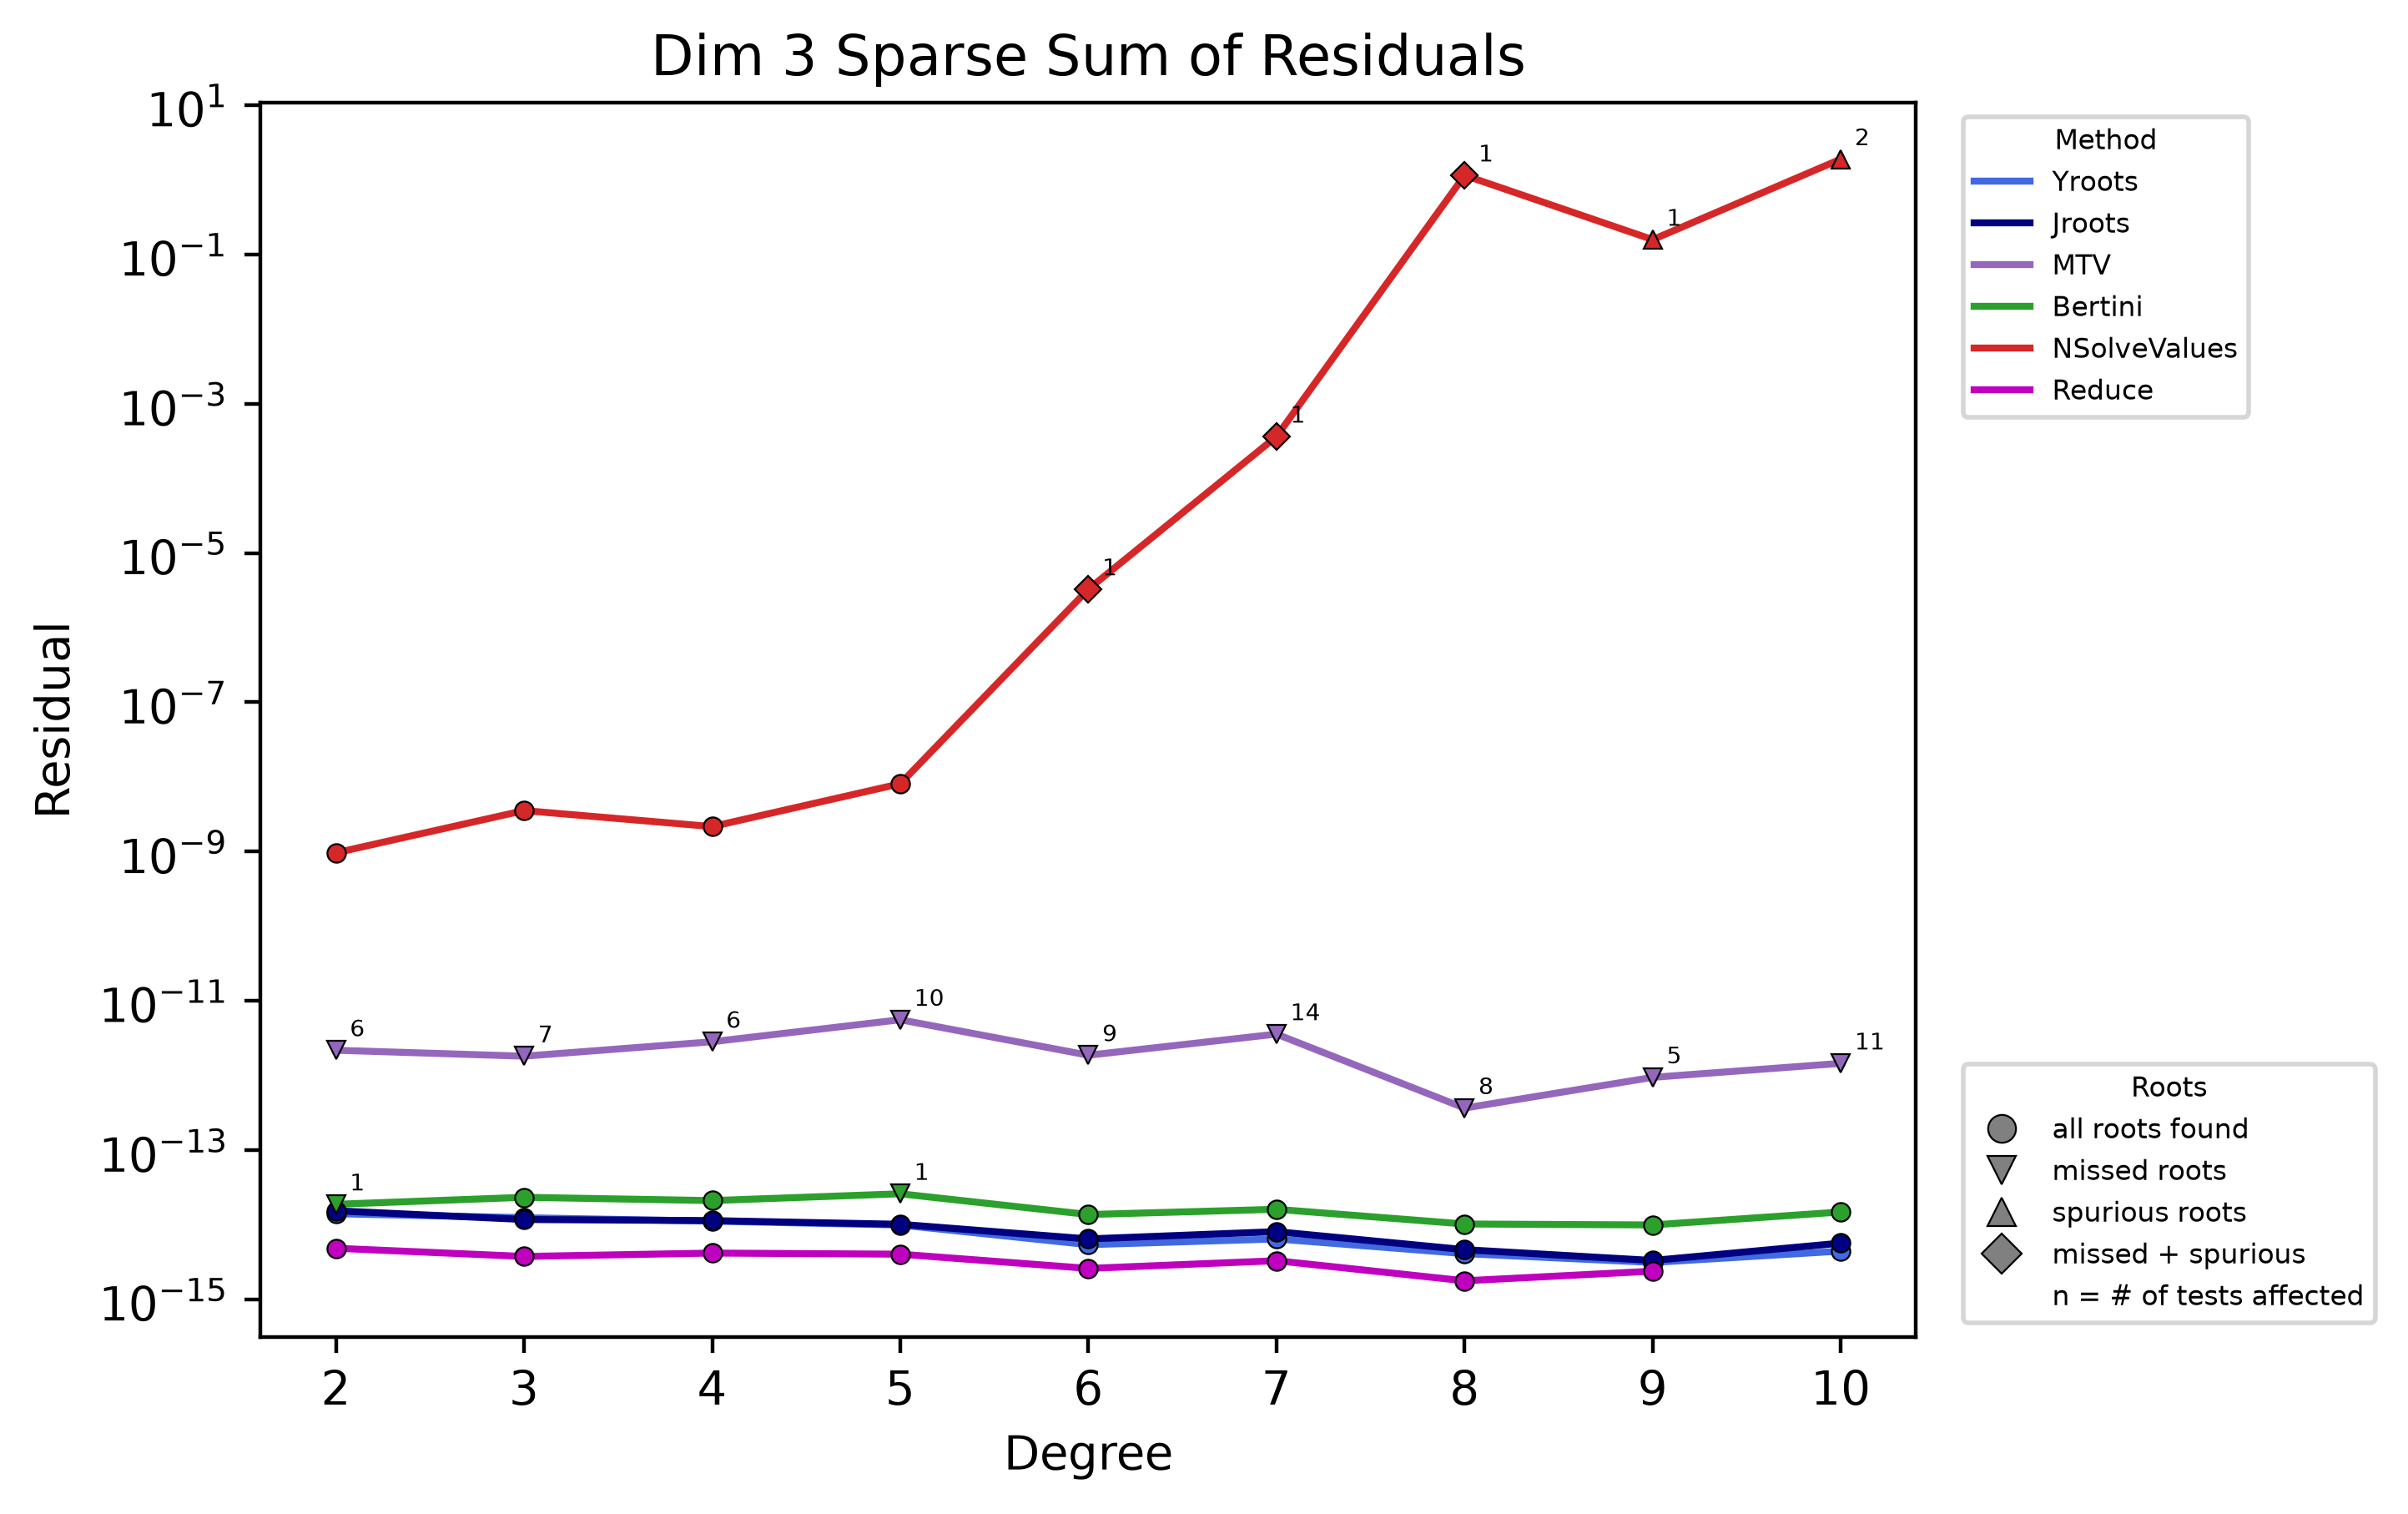 Dim 3 Sparse Sum of Residuals
Residual
10^1
10^−1
10^−3
10^−5
10^−7
10^−9
10^−11
10^−13
10^−15
2
1
1
1
1
6
7
6
10
9
14
8
5
11
1
1
2 3 4 5 6 7 8 9 10
Degree
Method
Yroots
Jroots
MTV
Bertini
NSolveValues
Reduce
Roots
all roots found
missed roots
spurious roots
missed + spurious
n = # of tests affected